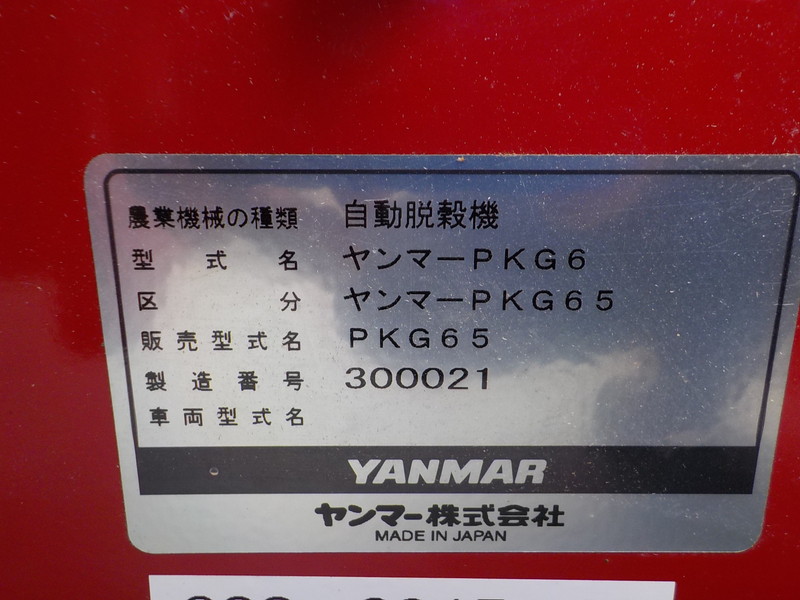 農業機械の種類 自動脱穀機
型式名 ヤンマーPKG6
区分 ヤンマーPKG65
販売型式名 PKG65
製造番号 300021
車両型式名
YANMAR
ヤンマー株式会社
MADE IN JAPAN